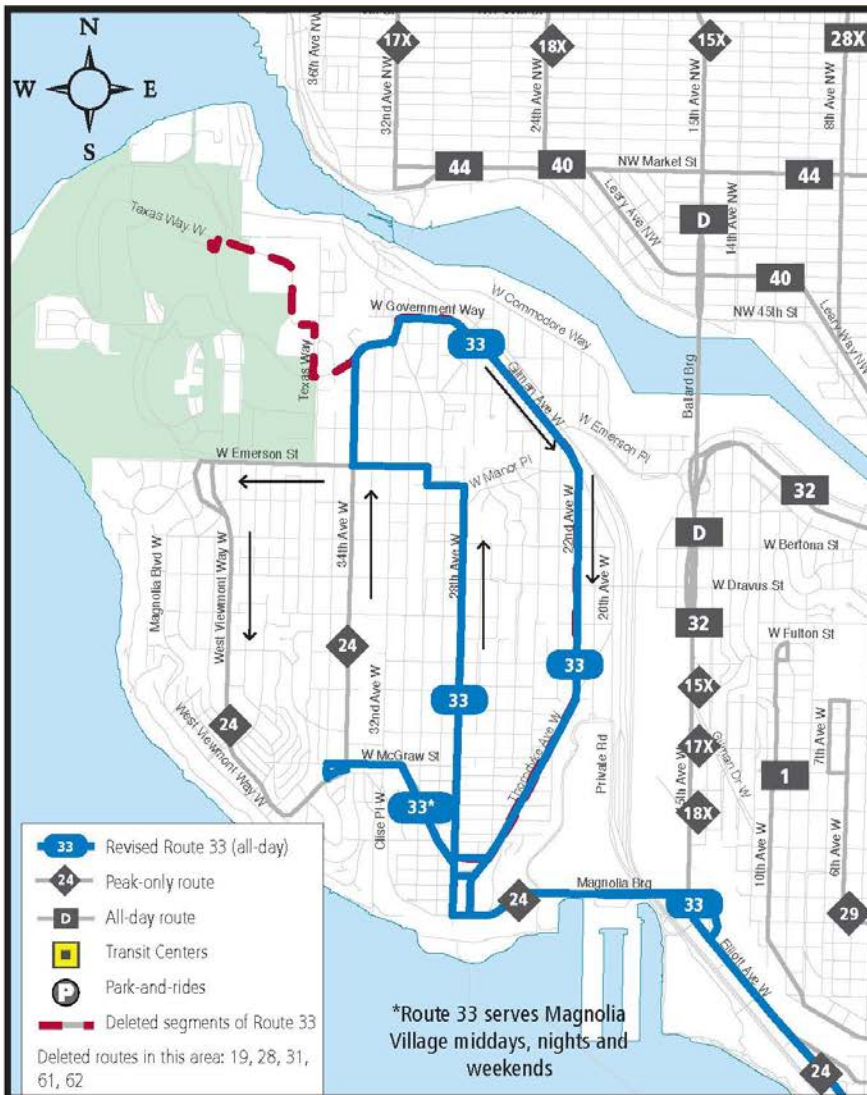 N
W
E
S
17X
18X
15X
28X
36th Ave NW
32nd Ave NW
24th Ave NW
15th Ave NW
8th Ave NW
44
40
NW Market St
44
Leary Ave NW
D
14th Ave NW
40
NW 45th St
Leary Way NW
Ballard Brg
Texas Way W
Texas Way
W Government Way
W Commodore Way
33
Gilman Ave W
W Emerson Pl
W Emerson St
W Manor Pl
32
D
W Bertona St
W Dravus St
32
W Fulton St
Magnolia Blvd W
West Viewmont Way W
34th Ave W
28th Ave W
22nd Ave W
20th Ave W
24
32nd Ave W
33
33
15X
17X
18X
Gilman Dr W
15th Ave W
7th Ave W
1
10th Ave W
6th Ave W
29
24
West Viewmont Way W
W McGraw St
33*
Clise Pl W
Thorndyke Ave W
Private Rd
24
Magnolia Brg
33
Elliott Ave W
24
33 Revised Route 33 (all-day)
24 Peak-only route
D All-day route
Transit Centers
P Park-and-rides
Deleted segments of Route 33
Deleted routes in this area: 19, 28, 31,
61, 62
*Route 33 serves Magnolia
Village middays, nights and
weekends